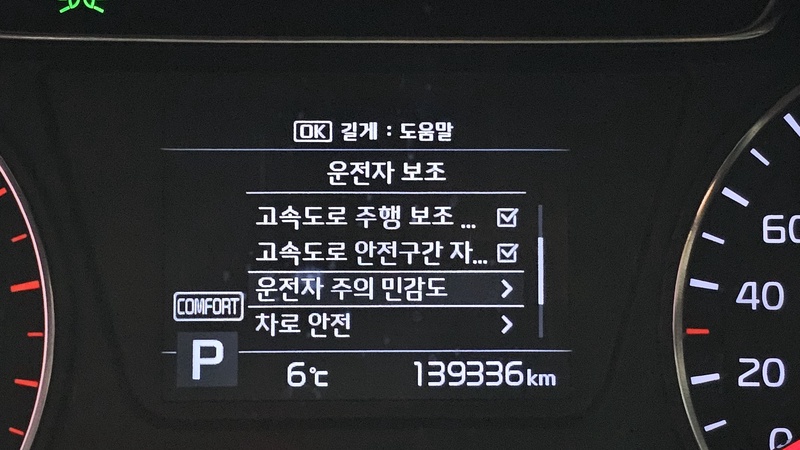 OK 길게 : 도움말
운전자 보조
고속도로 주행 보조 ...
고속도로 안전구간 자...
운전자 주의 민감도
차로 안전
COMFORT
P
6℃ 139336km
60
40
20
0